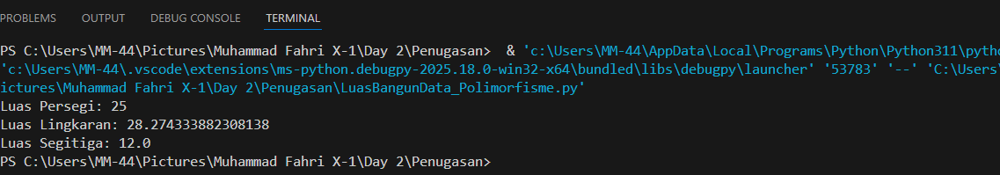 PROBLEMS OUTPUT DEBUG CONSOLE TERMINAL
PS C:\Users\MM-44\Pictures\Muhammad Fahri X-1\Day 2\Penugasan>  & 'c:\Users\MM-44\AppData\Local\Programs\Python\Python311\pytho
'c:\Users\MM-44\.vscode\extensions\ms-python.debugpy-2025.18.0-win32-x64\bundled\libs\debugpy\launcher' '53783' '--' 'C:\Users
ictures\Muhammad Fahri X-1\Day 2\Penugasan\LuasBangunData_Polimorfisme.py'
Luas Persegi: 25
Luas Lingkaran: 28.274333882308138
Luas Segitiga: 12.0
PS C:\Users\MM-44\Pictures\Muhammad Fahri X-1\Day 2\Penugasan>